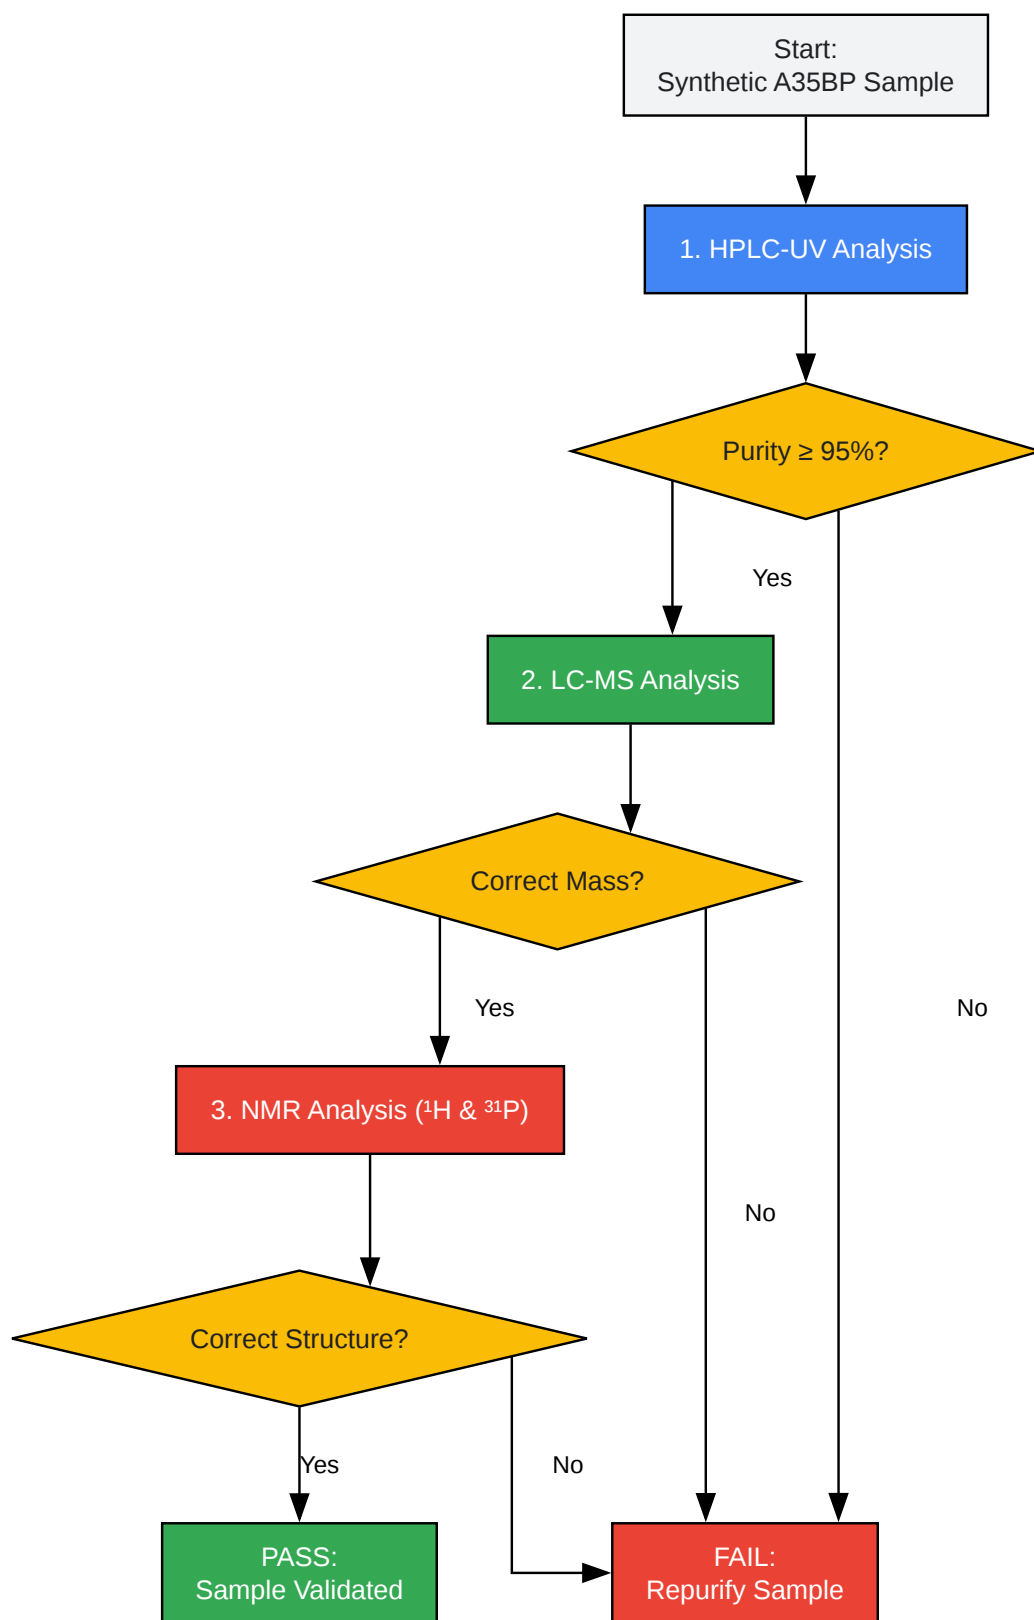 Start:
Synthetic A35BP Sample
1. HPLC-UV Analysis
Purity ≥ 95%?
Yes
2. LC-MS Analysis
Correct Mass?
Yes
No
3. NMR Analysis (¹H & ³¹P)
No
Correct Structure?
Yes
No
PASS:
Sample Validated
FAIL:
Repurify Sample